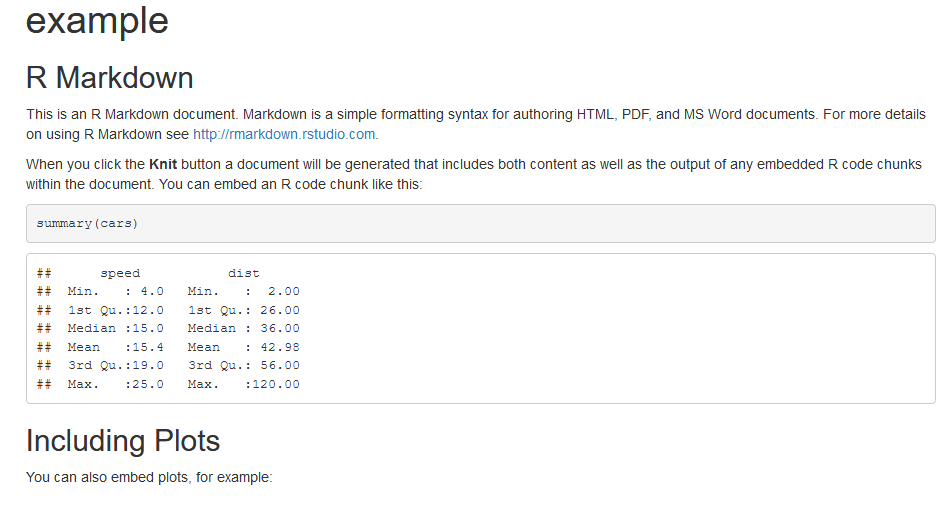 example
R Markdown
This is an R Markdown document. Markdown is a simple formatting syntax for authoring HTML, PDF, and MS Word documents. For more details
on using R Markdown see http://rmarkdown.rstudio.com.
When you click the Knit button a document will be generated that includes both content as well as the output of any embedded R code chunks
within the document. You can embed an R code chunk like this:
summary(cars)
##      speed           dist
##  Min.   : 4.0   Min.   :  2.00
##  1st Qu.:12.0   1st Qu.: 26.00
##  Median :15.0   Median : 36.00
##  Mean   :15.4   Mean   : 42.98
##  3rd Qu.:19.0   3rd Qu.: 56.00
##  Max.   :25.0   Max.   :120.00
Including Plots
You can also embed plots, for example: